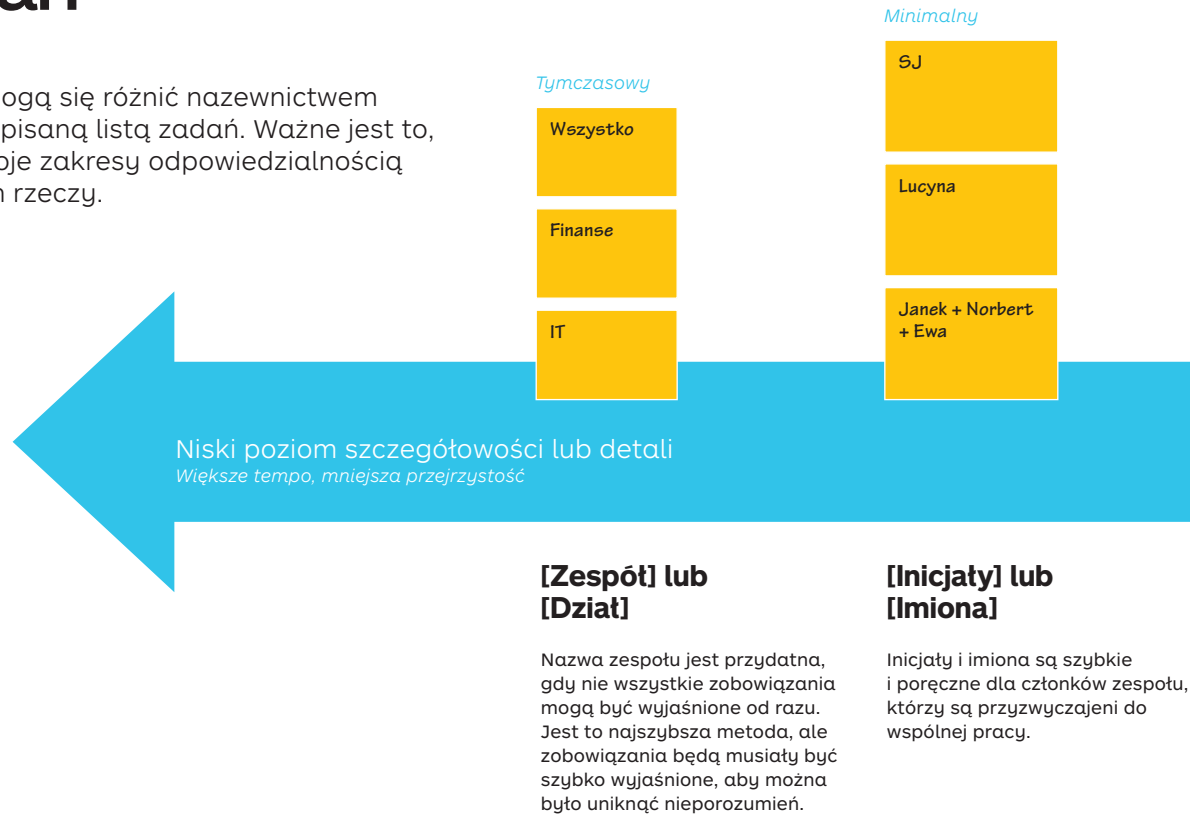 ań
ogą się różnić nazewnictwem
pisaną listą zadań. Ważne jest to,
oje zakresy odpowiedzialnością
rzeczy.
Tymczasowy
Wszystko
Finanse
IT
Minimalny
SJ
Lucyna
Janek + Norbert
+ Ewa
Niski poziom szczegółowości lub detali
Większe tempo, mniejsza przejrzystość
[Zespół] lub
[Dział]
Nazwa zespołu jest przydatna,
gdy nie wszystkie zobowiązania
mogą być wyjaśnione od razu.
Jest to najszybsza metoda, ale
zobowiązania będą musiały być
szybko wyjaśnione, aby można
było uniknąć nieporozumień.
[Inicjały] lub
[Imiona]
Inicjały i imiona są szybkie
i poręczne dla członków zespołu,
którzy są przyzwyczajeni do
wspólnej pracy.